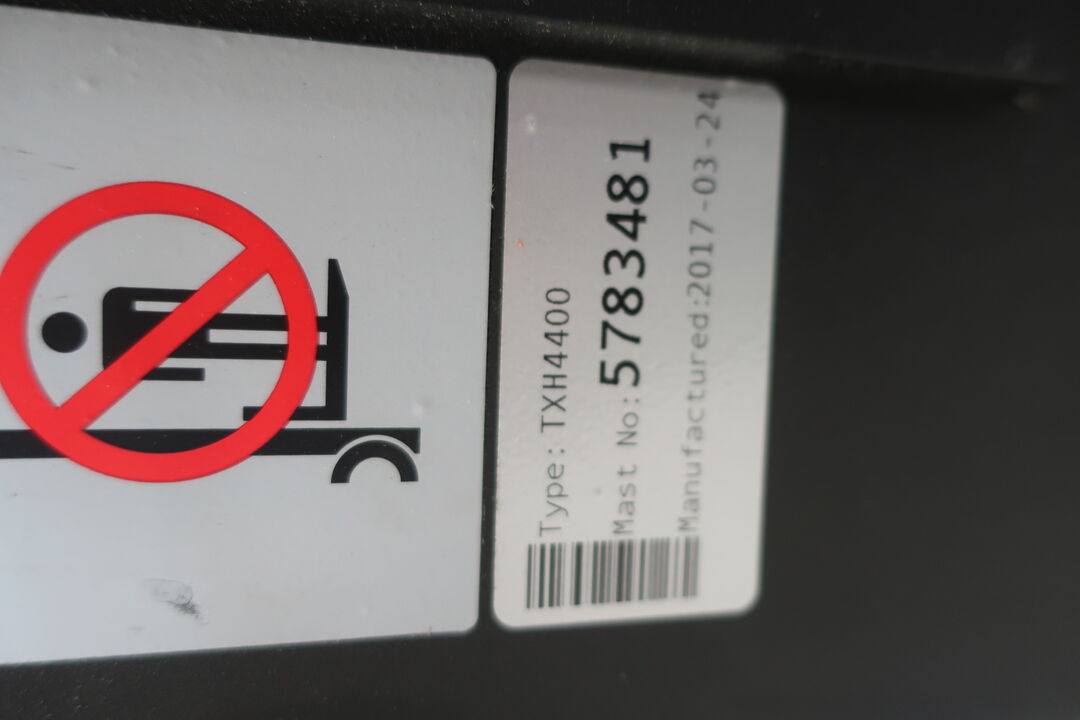 Type: TXH4400
Mast No:5783481
Manufactured:2017-03-24